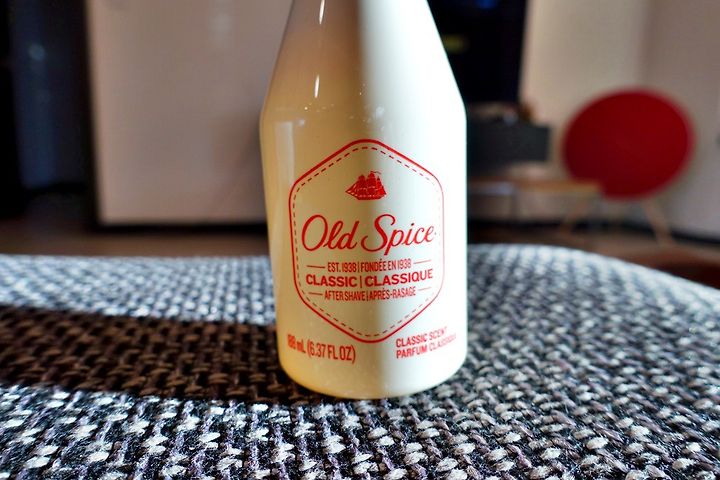 Old Spice
EST. 1938 | FONDÉE EN 1938
CLASSIC | CLASSIQUE
AFTER SHAVE | APRÈS-RASAGE
188 mL (6.37 FL OZ)
CLASSIC SCENT
PARFUM CLASSIQUE